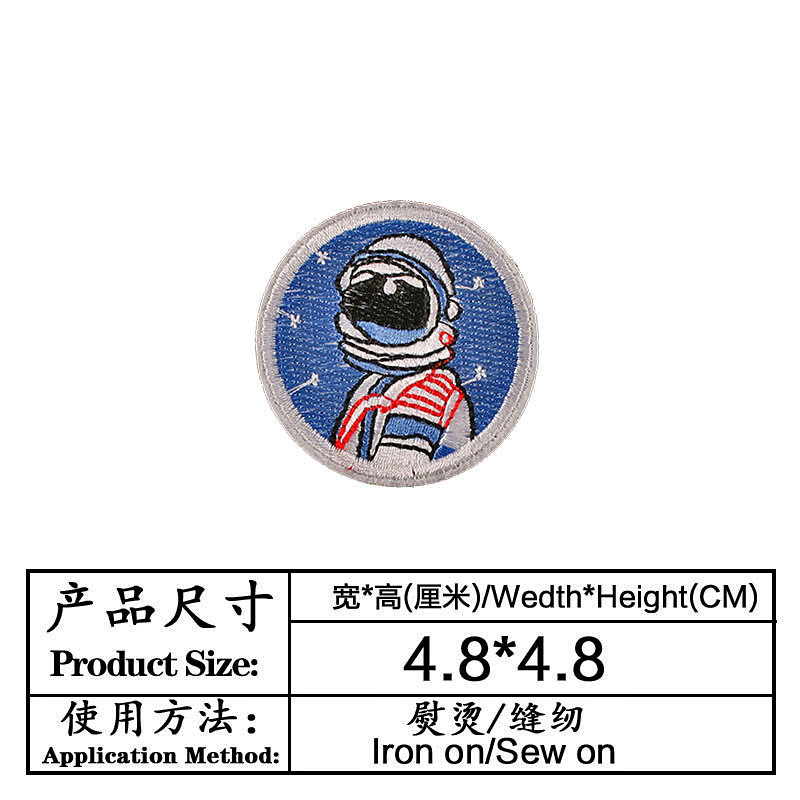 产品尺寸
Product Size:
宽*高(厘米)/Wedth*Height(CM)
4.8*4.8
使用方法：
Application Method:
熨烫/缝纫
Iron on/Sew on